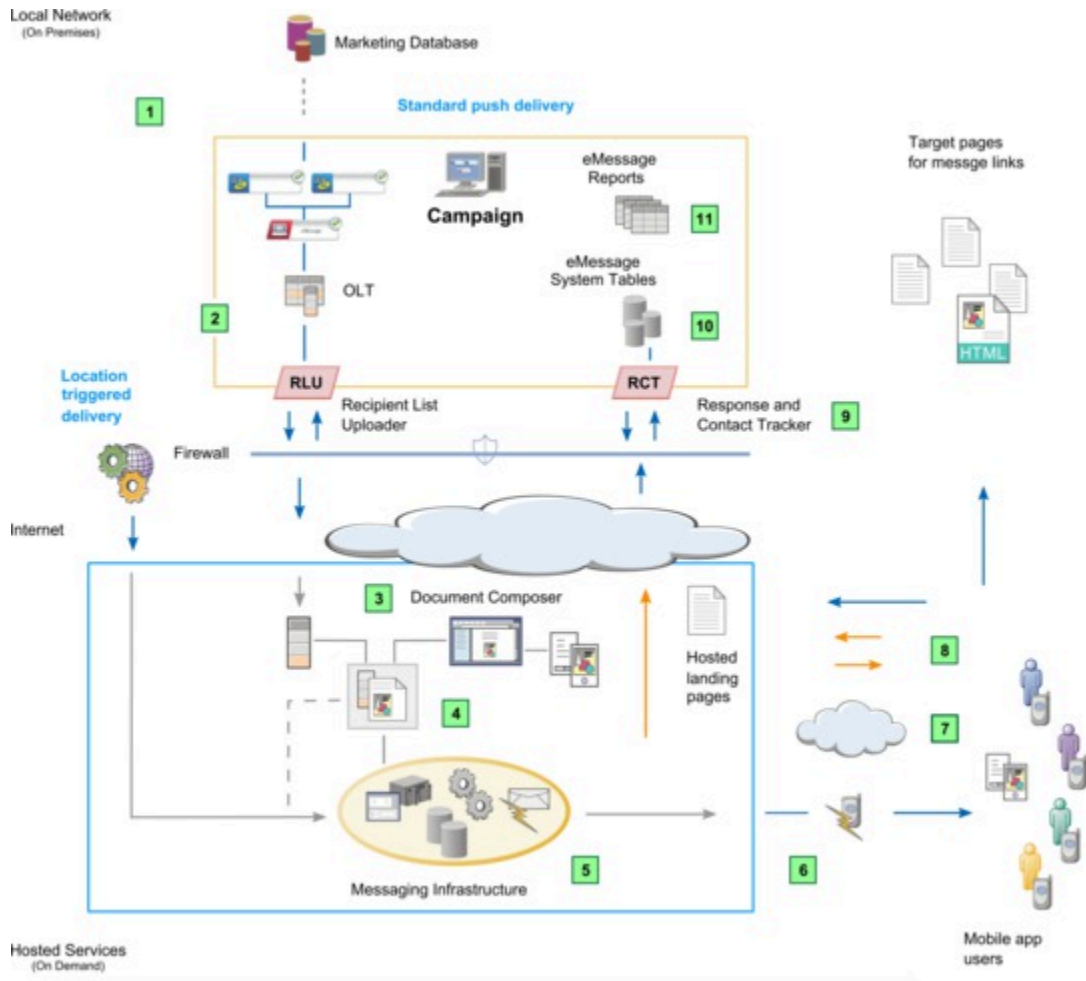 Local Network
(On Premises)
Marketing Database
1
Standard push delivery
Target pages
for messge links
eMessage
Reports
Campaign
11
eMessage
System Tables
OLT
2
10
HTML
Location
triggered
delivery
RLU
RCT
Recipient List
Uploader
Response and
Contact Tracker
9
Firewall
Internet
3
Document Composer
8
Hosted
landing
pages
4
7
5
6
Messaging Infrastructure
Mobile app
users
Hosted Services
(On Demand)